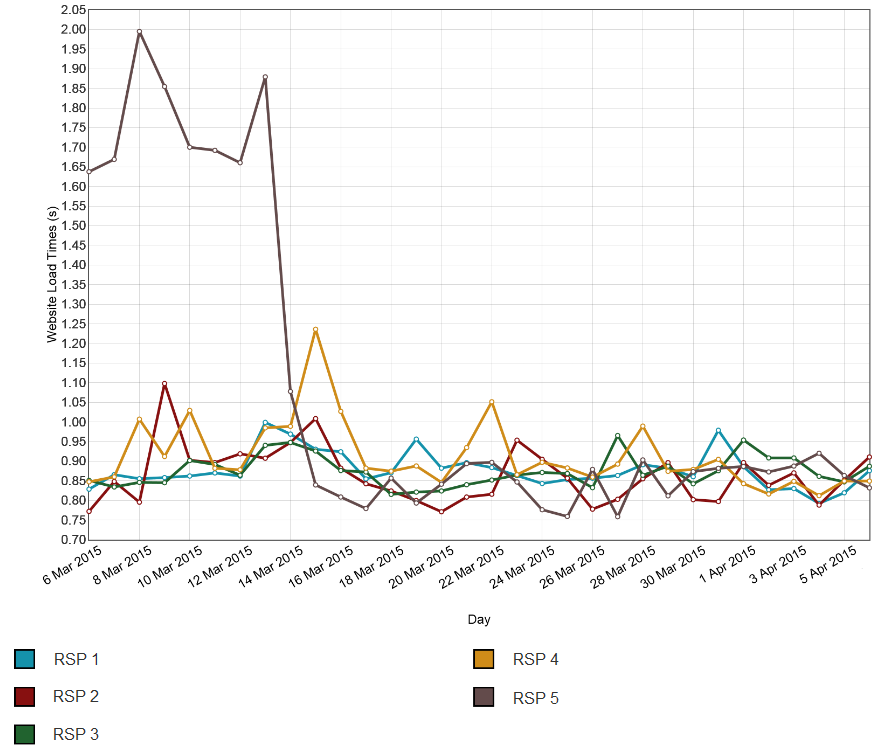 2.05
2.00
1.95
1.90
1.85
1.80
1.75
1.70
1.65
1.60
1.55
1.50
1.45
1.40
1.35
1.30
1.25
1.20
1.15
1.10
1.05
1.00
0.95
0.90
0.85
0.80
0.75
0.70
Website Load Times (s)
6 Mar 2015
8 Mar 2015
10 Mar 2015
12 Mar 2015
14 Mar 2015
16 Mar 2015
18 Mar 2015
20 Mar 2015
22 Mar 2015
24 Mar 2015
26 Mar 2015
28 Mar 2015
30 Mar 2015
1 Apr 2015
3 Apr 2015
5 Apr 2015
Day
RSP 1
RSP 2
RSP 3
RSP 4
RSP 5